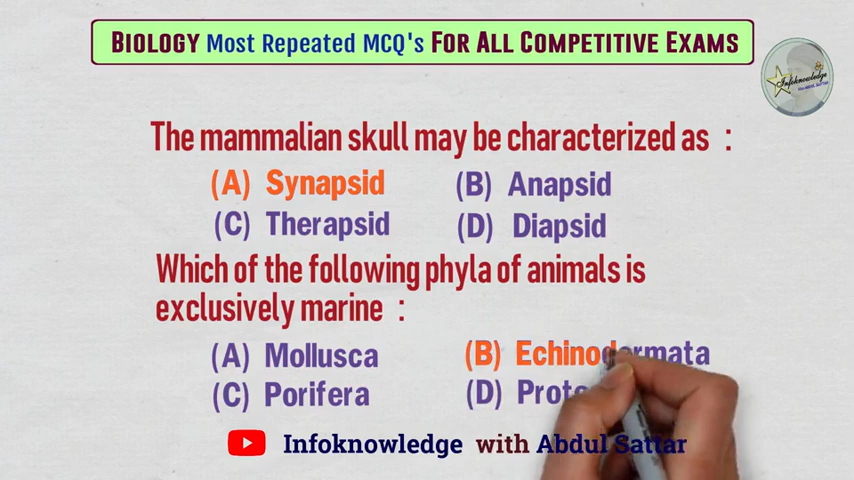 BIOLOGY Most Repeated MCQ's FOR ALL COMPETITIVE EXAMS
Infoknowledge
The mammalian skull may be characterized as :
(A) Synapsid (B) Anapsid
(C) Therapsid (D) Diapsid
Which of the following phyla of animals is
exclusively marine :
(A) Mollusca (B) Echinodermata
(C) Porifera (D)
Infoknowledge with Abdul Sattar